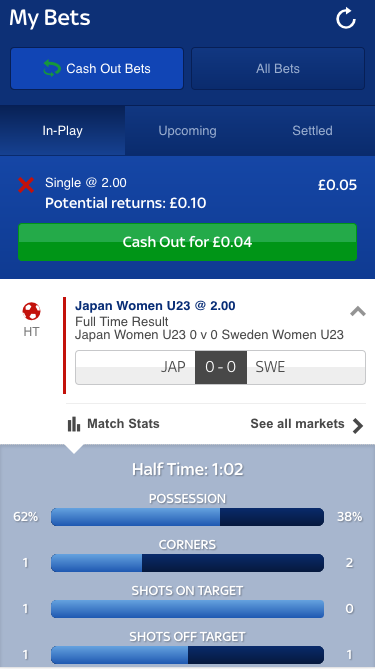 My Bets
Cash Out Bets
All Bets
In-Play
Upcoming
Settled
Single @ 2.00
£0.05
Potential returns: £0.10
Cash Out for £0.04
Japan Women U23 @ 2.00
HT
Full Time Result
Japan Women U23 0 v 0 Sweden Women U23
JAP 0 - 0 SWE
Match Stats
See all markets
Half Time: 1:02
POSSESSION
62% 38%
CORNERS
1 2
SHOTS ON TARGET
1 0
SHOTS OFF TARGET
1 1